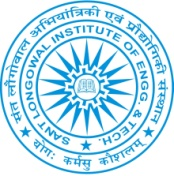 संत लौंगोवाल अभियांत्रिकी एवं प्रौद्योगिकी संस्थान
SANT LONGOWAL INSTITUTE OF ENGG. & TECH.
योगः कर्मसु कौशलम्